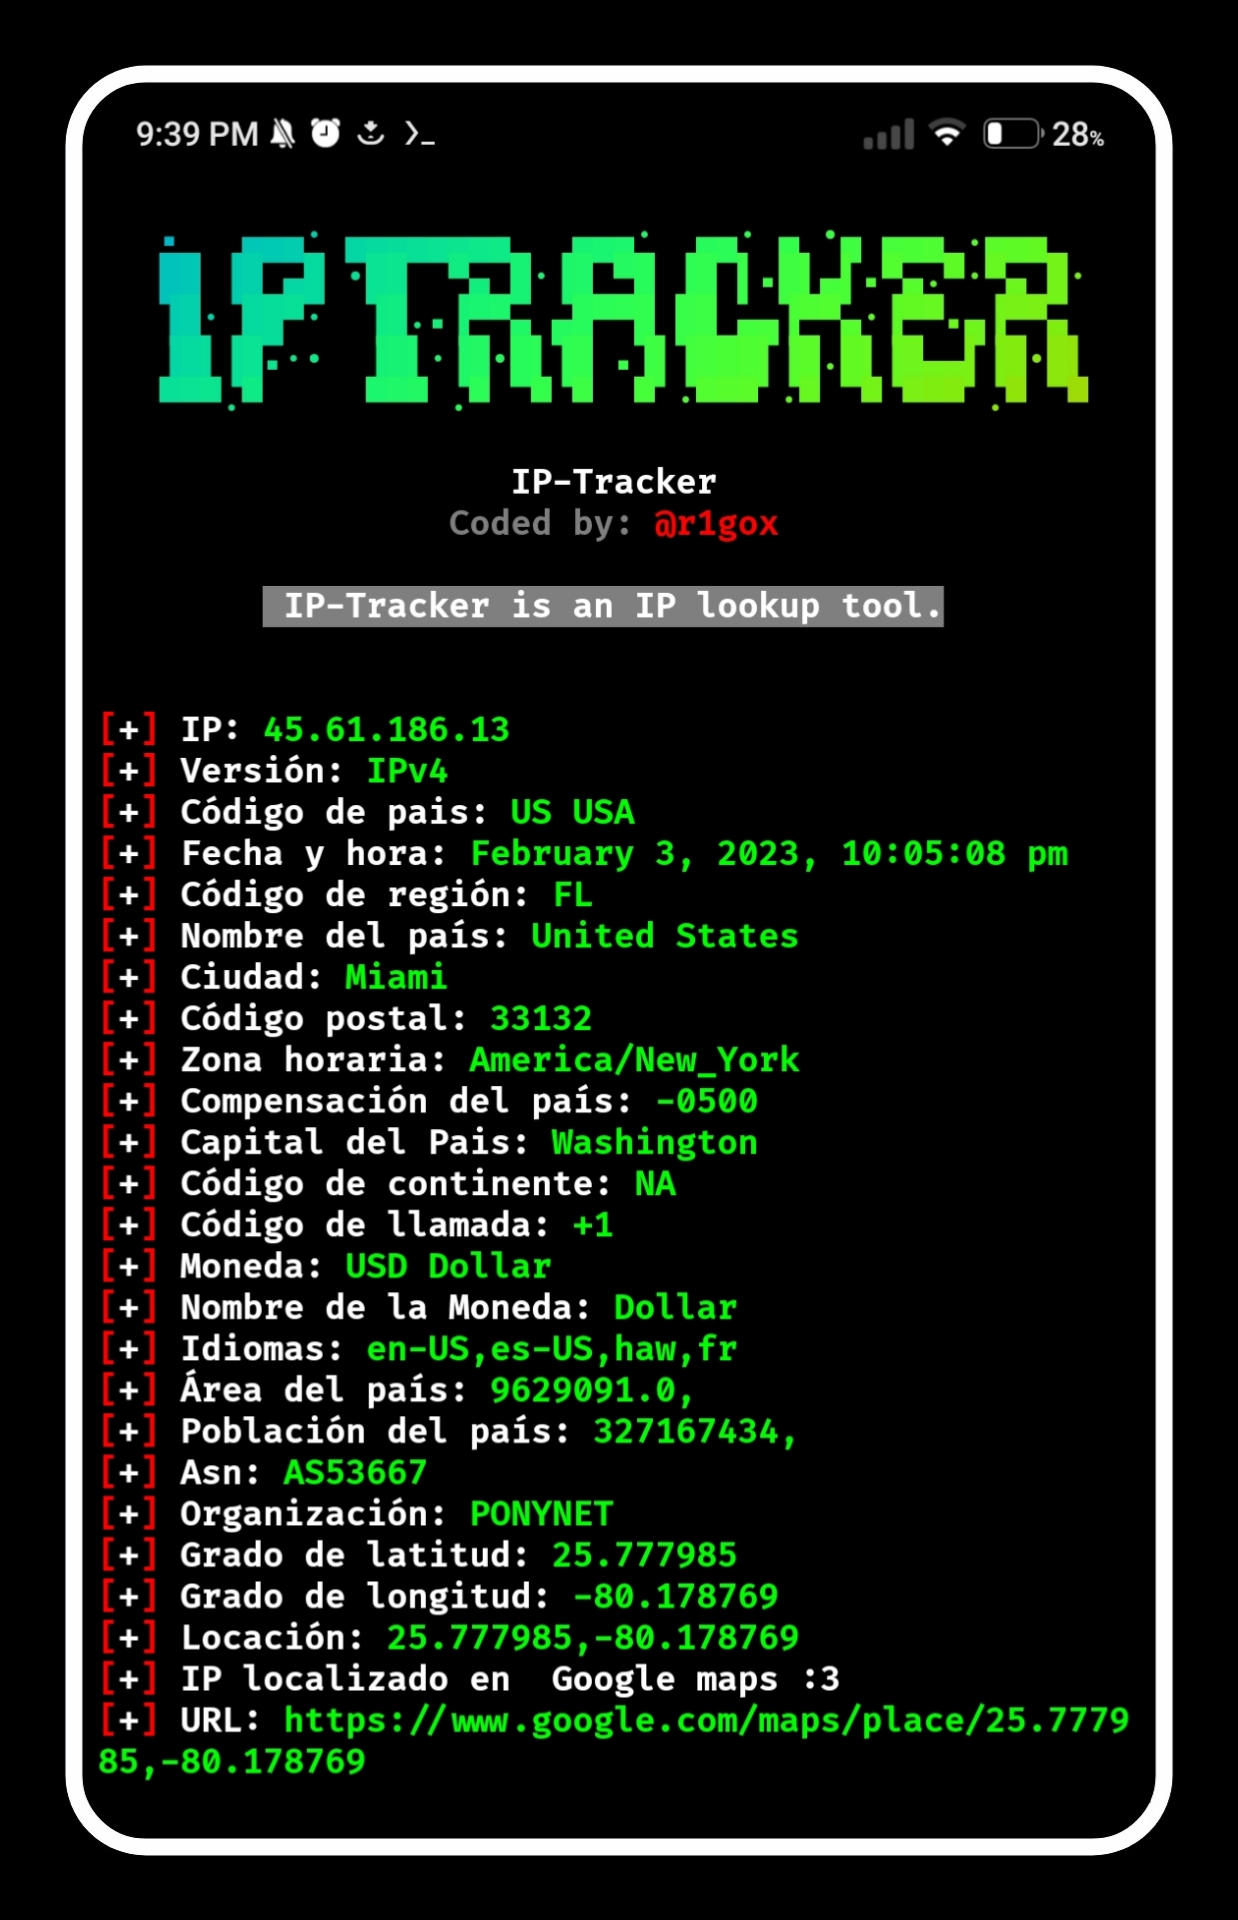 9:39 PM
28%
IP TRACKER
IP-Tracker
Coded by: @r1gox
IP-Tracker is an IP lookup tool.
[+] IP: 45.61.186.13
[+] Versión: IPv4
[+] Código de pais: US USA
[+] Fecha y hora: February 3, 2023, 10:05:08 pm
[+] Código de región: FL
[+] Nombre del país: United States
[+] Ciudad: Miami
[+] Código postal: 33132
[+] Zona horaria: America/New_York
[+] Compensación del país: -0500
[+] Capital del Pais: Washington
[+] Código de continente: NA
[+] Código de llamada: +1
[+] Moneda: USD Dollar
[+] Nombre de la Moneda: Dollar
[+] Idiomas: en-US,es-US,haw,fr
[+] Área del país: 9629091.0,
[+] Población del país: 327167434,
[+] Asn: AS53667
[+] Organización: PONYNET
[+] Grado de latitud: 25.777985
[+] Grado de longitud: -80.178769
[+] Locación: 25.777985,-80.178769
[+] IP localizado en  Google maps :3
[+] URL: https://www.google.com/maps/place/25.7779
85,-80.178769